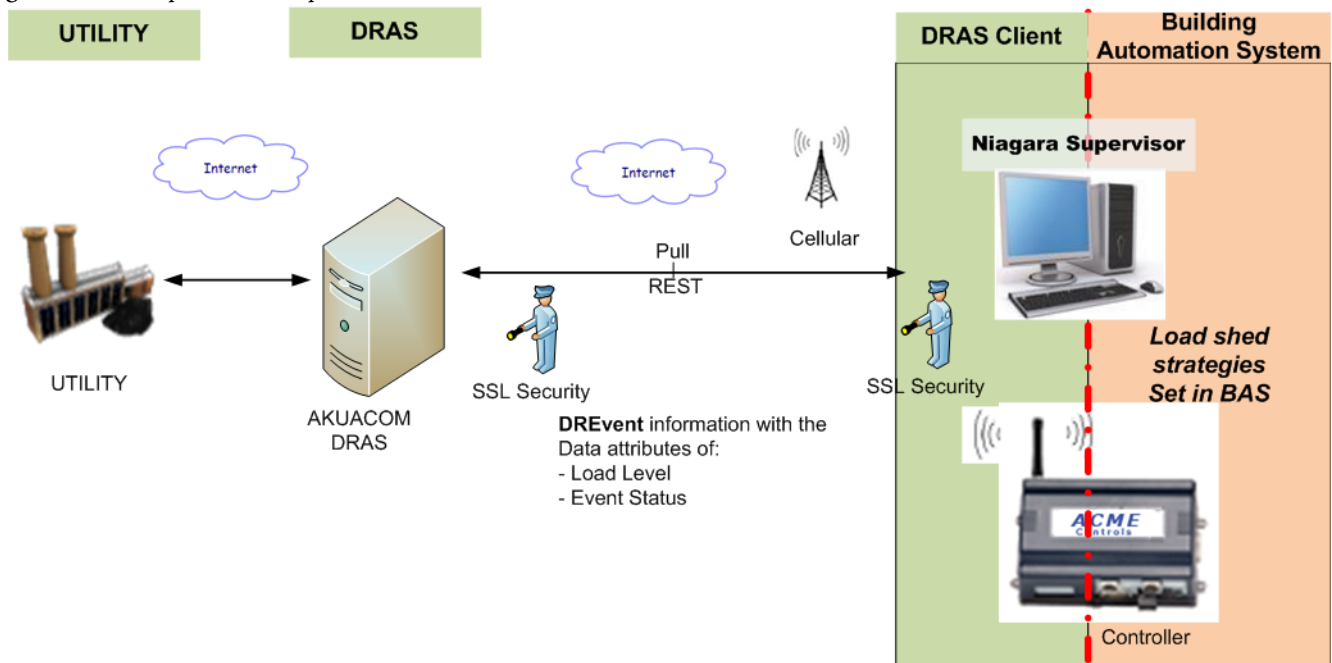 UTILITY
DRAS
DRAS Client
Building
Automation System
Internet
Internet
Niagara Supervisor
Cellular
Pull
REST
Load shed
strategies
Set in BAS
UTILITY
AKUACOM
DRAS
SSL Security
SSL Security
DREvent information with the
Data attributes of:
- Load Level
- Event Status
ACME
Controls
Controller